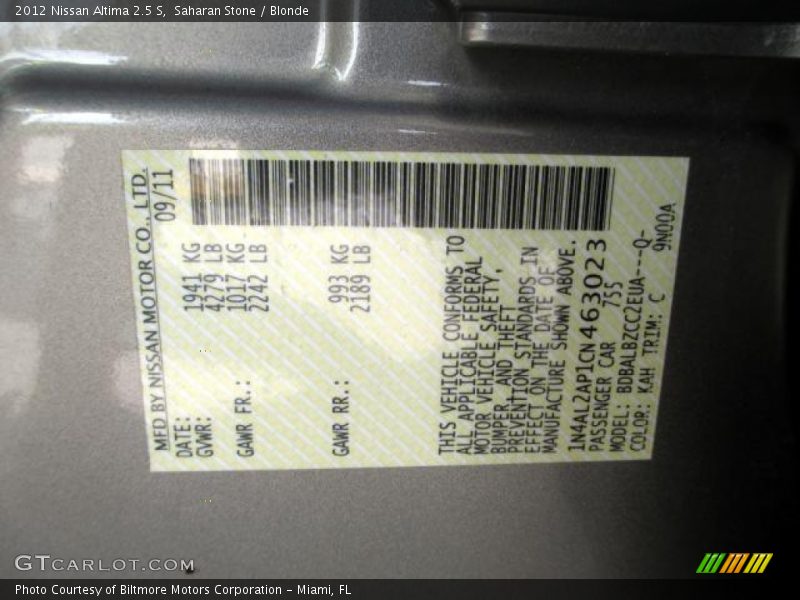 2012 Nissan Altima 2.5 S, Saharan Stone / Blonde
MFD BY NISSAN MOTOR CO., LTD.
DATE: 09/11
GVWR: 1941 KG
4279 LB
GAWR FR.: 1017 KG
2242 LB
GAWR RR.: 993 KG
2189 LB
THIS VEHICLE CONFORMS TO
ALL APPLICABLE FEDERAL
MOTOR VEHICLE SAFETY,
BUMPER, AND THEFT
PREVENTION STANDARDS IN
EFFECT ON THE DATE OF
MANUFACTURE SHOWN ABOVE.
1N4AL2AP1CN463023
PASSENGER CAR 755
MODEL: BDBALBZCC2EUA---Q-
COLOR: KAH TRIM: C 9N00A
GTCARLOT.COM
Photo Courtesy of Biltmore Motors Corporation – Miami, FL